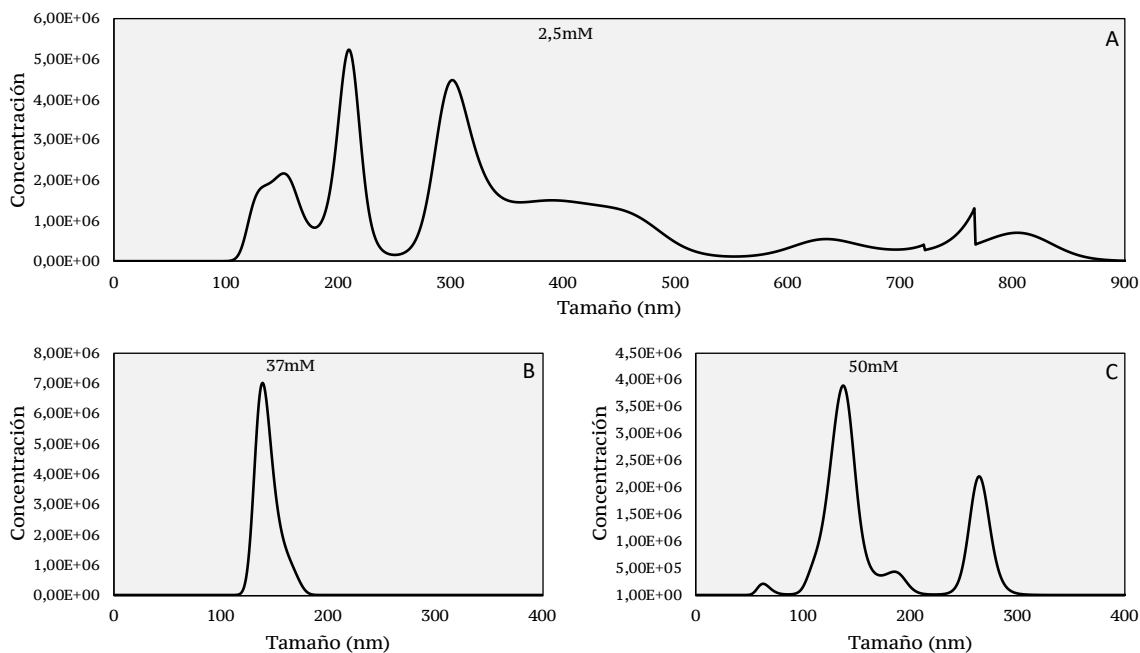 2,5mM
A
6,00E+06
5,00E+06
4,00E+06
3,00E+06
2,00E+06
1,00E+06
0,00E+00
Concentración
0 100 200 300 400 500 600 700 800 900
Tamaño (nm)
37mM
B
8,00E+06
7,00E+06
6,00E+06
5,00E+06
4,00E+06
3,00E+06
2,00E+06
1,00E+06
0,00E+00
Concentración
0 100 200 300 400
Tamaño (nm)
50mM
C
4,50E+06
4,00E+06
3,50E+06
3,00E+06
2,50E+06
2,00E+06
1,50E+06
1,00E+06
5,00E+05
1,00E+00
Concentración
0 100 200 300 400
Tamaño (nm)